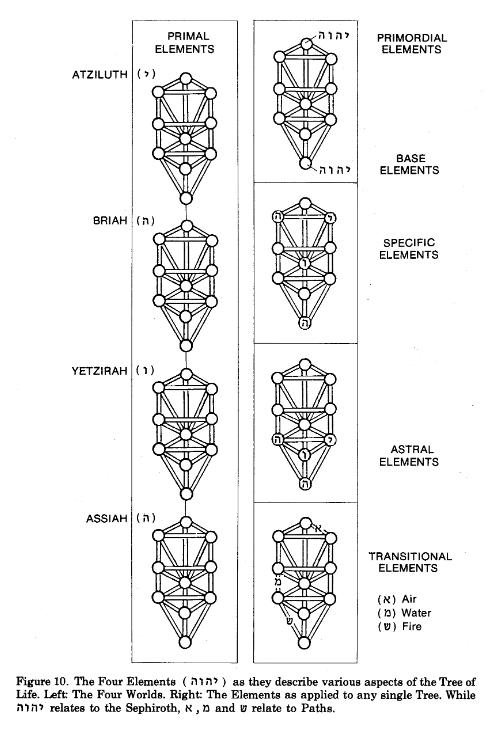 PRIMAL
ELEMENTS
ATZILUTH (י)
BRIAH (ה)
YETZIRAH (ו)
ASSIAH (ה)
יהוה
PRIMORDIAL
ELEMENTS
BASE
ELEMENTS
יהוה
SPECIFIC
ELEMENTS
ה
י
ו
ה
ASTRAL
ELEMENTS
ה
י
ו
ה
TRANSITIONAL
ELEMENTS
א
מ
ש
(א) Air
(מ) Water
(ש) Fire
Figure 10. The Four Elements ( יהוה ) as they describe various aspects of the Tree of
Life. Left: The Four Worlds. Right: The Elements as applied to any single Tree. While
יהוה relates to the Sephiroth, א , מ and ש relate to Paths.